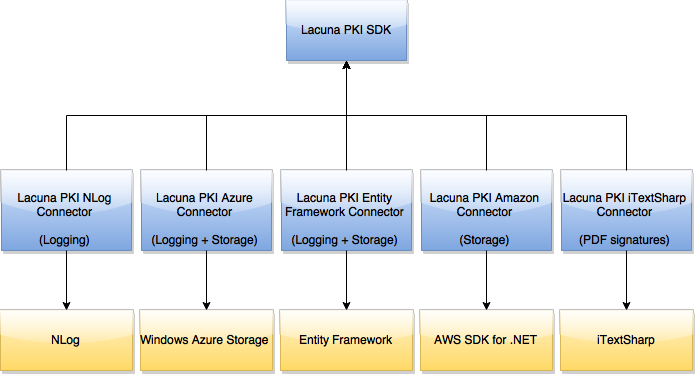 Lacuna PKI SDK
Lacuna PKI NLog
Connector
(Logging)
Lacuna PKI Azure
Connector
(Logging + Storage)
Lacuna PKI Entity
Framework Connector
(Logging + Storage)
Lacuna PKI Amazon
Connector
(Storage)
Lacuna PKI iTextSharp
Connector
(PDF signatures)
NLog
Windows Azure Storage
Entity Framework
AWS SDK for .NET
iTextSharp